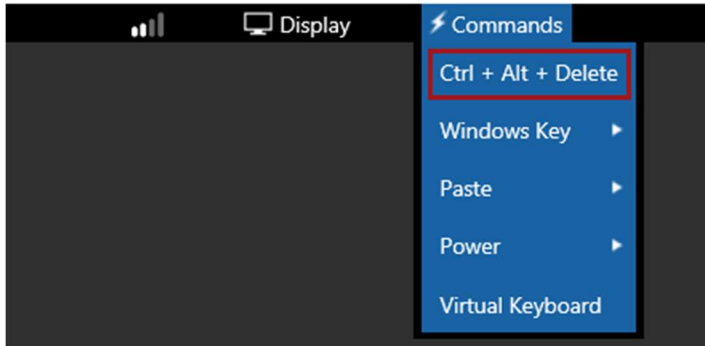 Display
Commands
Ctrl + Alt + Delete
Windows Key
Paste
Power
Virtual Keyboard